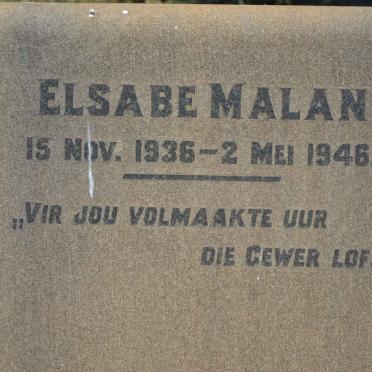 ELSABE MALAN
15 NOV. 1936–2 MEI 1946.
„VIR JOU VOLMAAKTE UUR
DIE GEWER LOF.